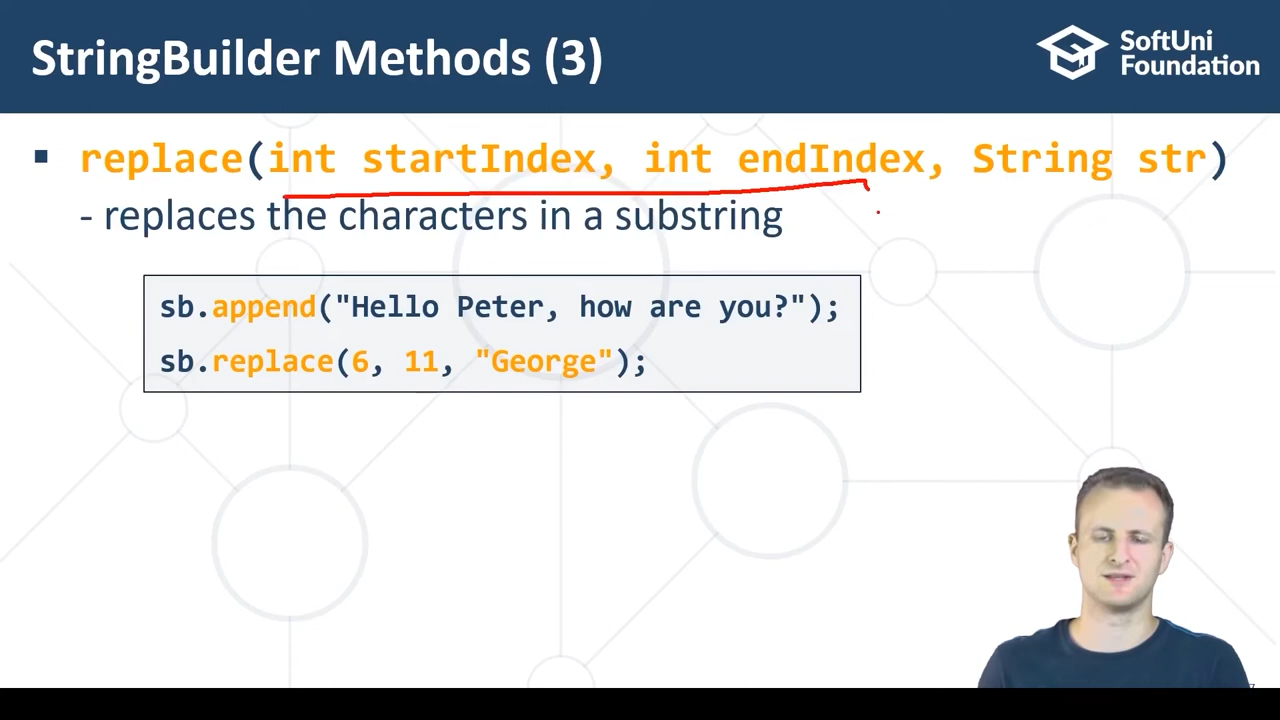 StringBuilder Methods (3)
SoftUni
Foundation
▪ replace(int startIndex, int endIndex, String str)
- replaces the characters in a substring
sb.append("Hello Peter, how are you?");
sb.replace(6, 11, "George");